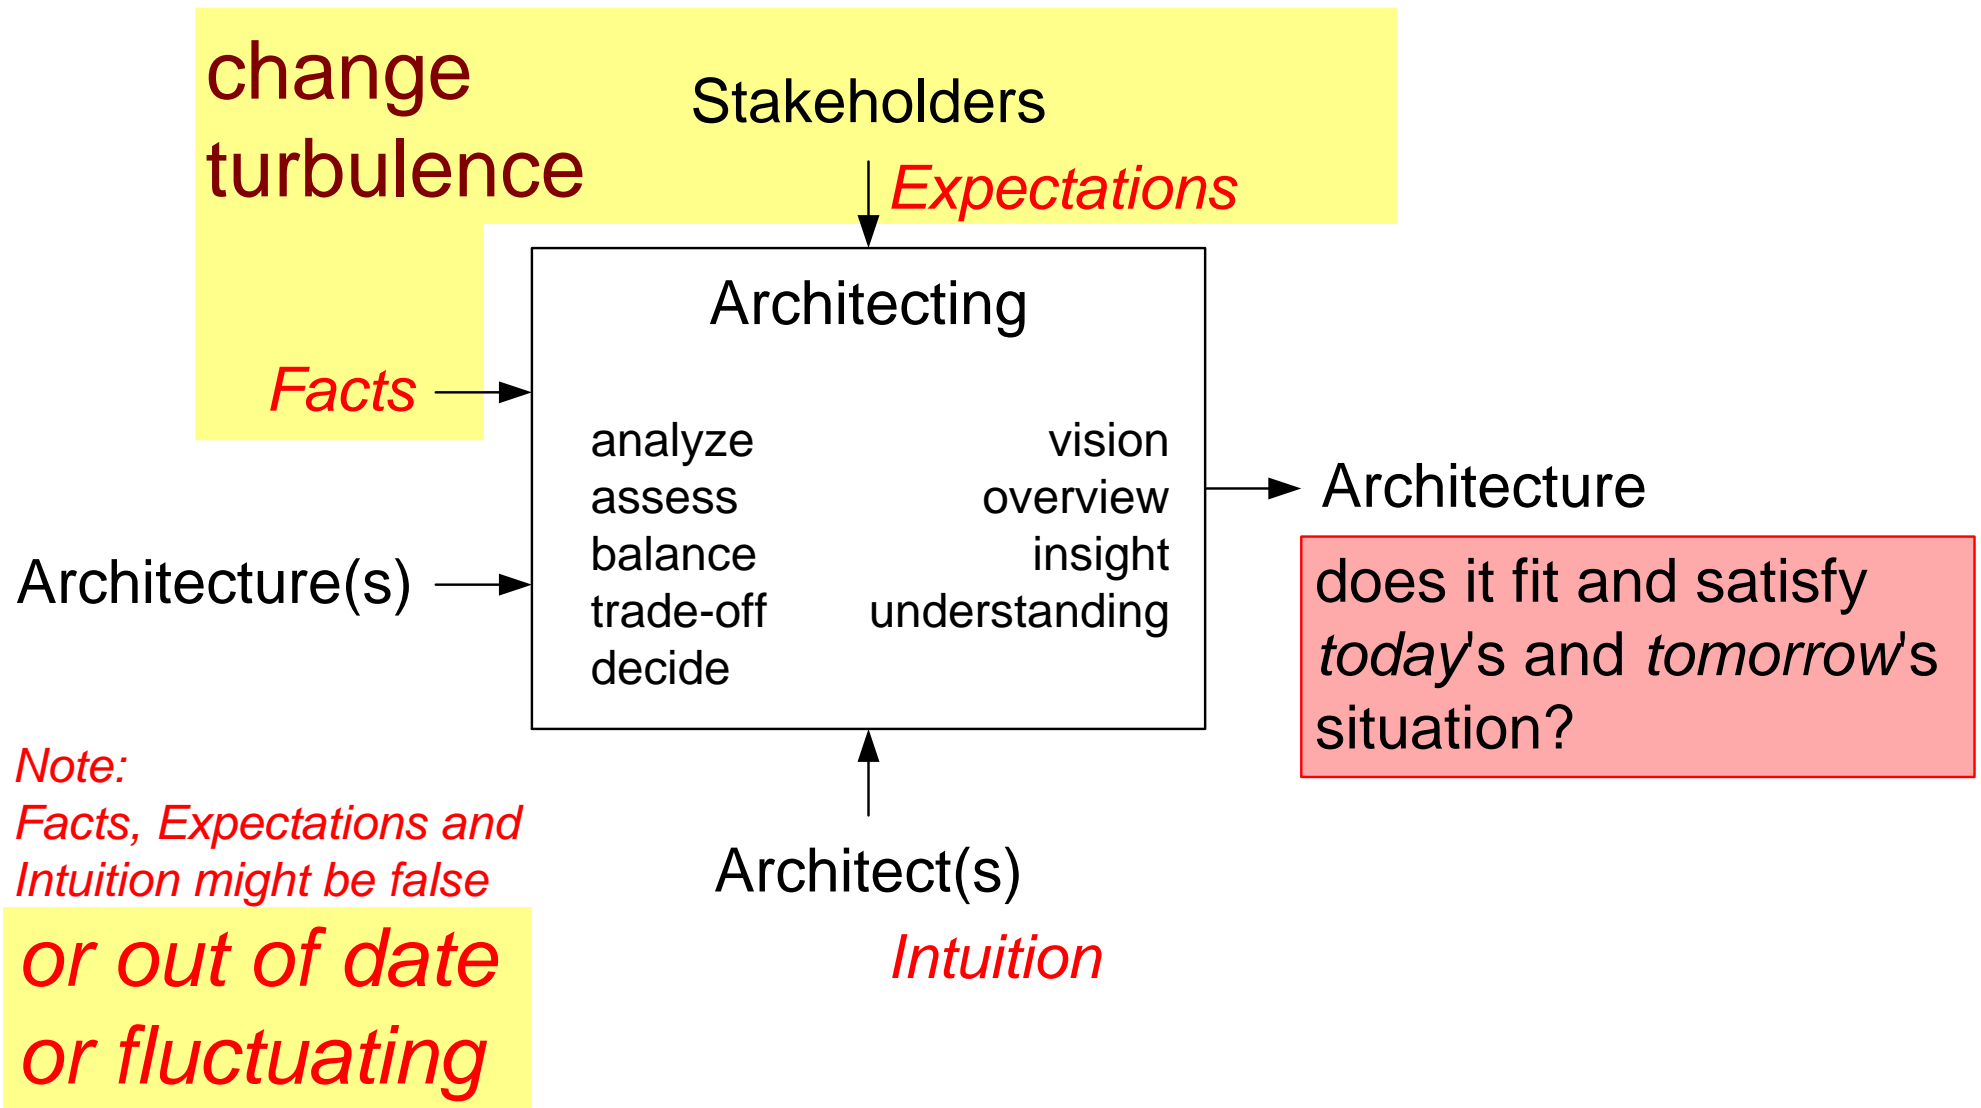 change
turbulence
Stakeholders
Expectations
Architecting
Facts
analyze
assess
balance
trade-off
decide
vision
overview
insight
understanding
Architecture(s)
Architecture
does it fit and satisfy
today's and tomorrow's
situation?
Architect(s)
Intuition
Note:
Facts, Expectations and
Intuition might be false
or out of date
or fluctuating